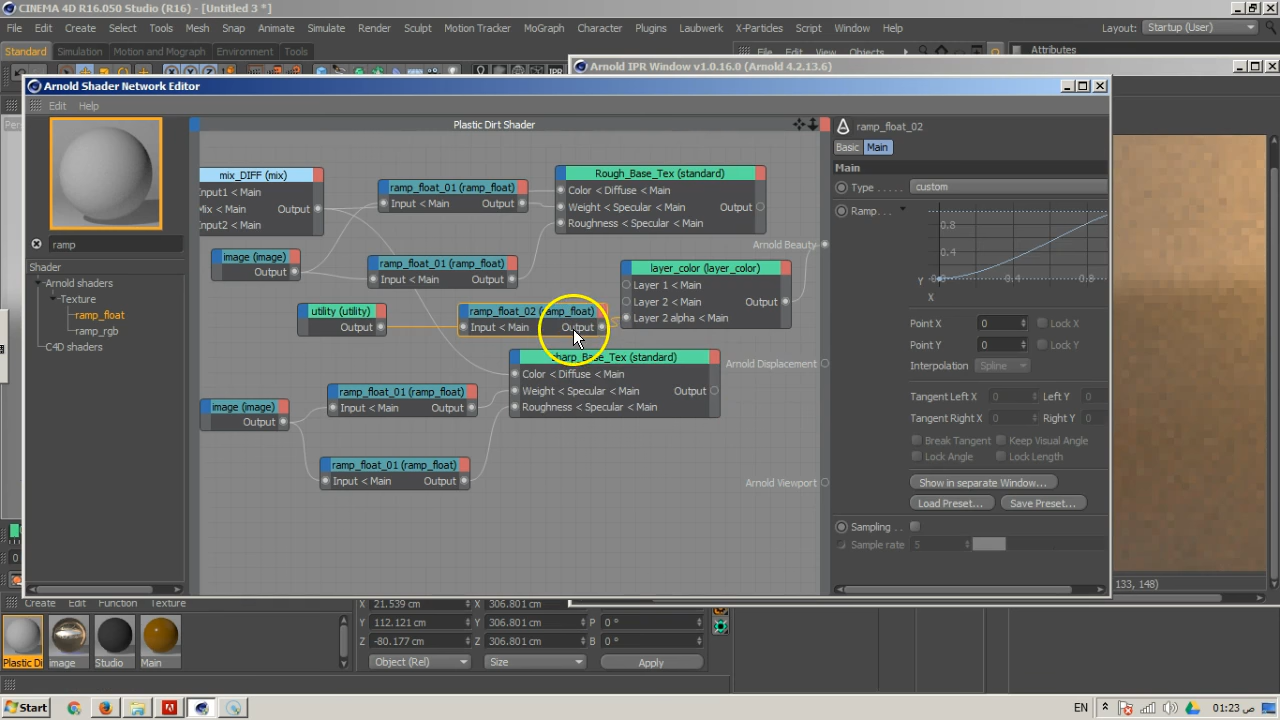 CINEMA 4D R16.050 Studio (R16) - [Untitled 3 *]
File Edit Create Select Tools Mesh Snap Animate Simulate Render Sculpt Motion Tracker MoGraph Character Plugins Laubwerk X-Particles Script Window Help Layout: Startup (User)
Standard Simulation Motion and Mograph Environment Tools File Edit View Objects Attributes
IPR Arnold IPR Window v1.0.16.0 (Arnold 4.2.13.6)
Arnold Shader Network Editor
Edit Help
Plastic Dirt Shader
ramp_float_02
Basic Main
Main
Type custom
Ramp
0.8
0.4
Y 0.0 0.4 0.8
X
Point X 0 Lock X
Point Y 0 Lock Y
Interpolation Spline
Tangent Left X 0 Left Y 0
Tangent Right X 0 Right Y 0
Break Tangent Keep Visual Angle
Lock Angle Lock Length
Show in separate Window...
Load Preset... Save Preset...
Sampling
Sample rate 5
ramp
Shader
Arnold shaders
Texture
ramp_float
ramp_rgb
C4D shaders
mix_DIFF (mix)
Input1 < Main
Mix < Main Output
Input2 < Main
ramp_float_01 (ramp_float)
Input < Main Output
Rough_Base_Tex (standard)
Color < Diffuse < Main
Weight < Specular < Main Output
Roughness < Specular < Main
Arnold Beauty
image (image)
Output
ramp_float_01 (ramp_float)
Input < Main Output
layer_color (layer_color)
Layer 1 < Main
Layer 2 < Main Output
Layer 2 alpha < Main
utility (utility)
Output
ramp_float_02 (ramp_float)
Input < Main Output
sharp_Base_Tex (standard)
Color < Diffuse < Main
Weight < Specular < Main Output
Roughness < Specular < Main
Arnold Displacement
image (image)
Output
ramp_float_01 (ramp_float)
Input < Main Output
ramp_float_01 (ramp_float)
Input < Main Output
Arnold Viewport
133, 148)
Create Edit Function Texture
X 21.539 cm X 306.801 cm H 0 °
Y 112.121 cm Y 306.801 cm P 0 °
Z -80.177 cm Z 306.801 cm B 0 °
Object (Rel) Size Apply
Plastic Di image Studio Main
Start EN 01:23 ص